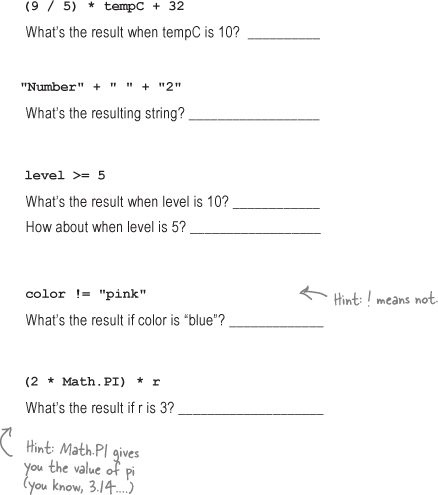 (9 / 5) * tempC + 32
What's the result when tempC is 10? __________
"Number" + " " + "2"
What's the resulting string? __________________
level >= 5
What's the result when level is 10? ____________
How about when level is 5? __________________
color != "pink"
Hint: ! means not.
What's the result if color is “blue”? _____________
(2 * Math.PI) * r
What's the result if r is 3? ____________________
Hint: Math.PI gives
you the value of pi
(you know, 3.14....)